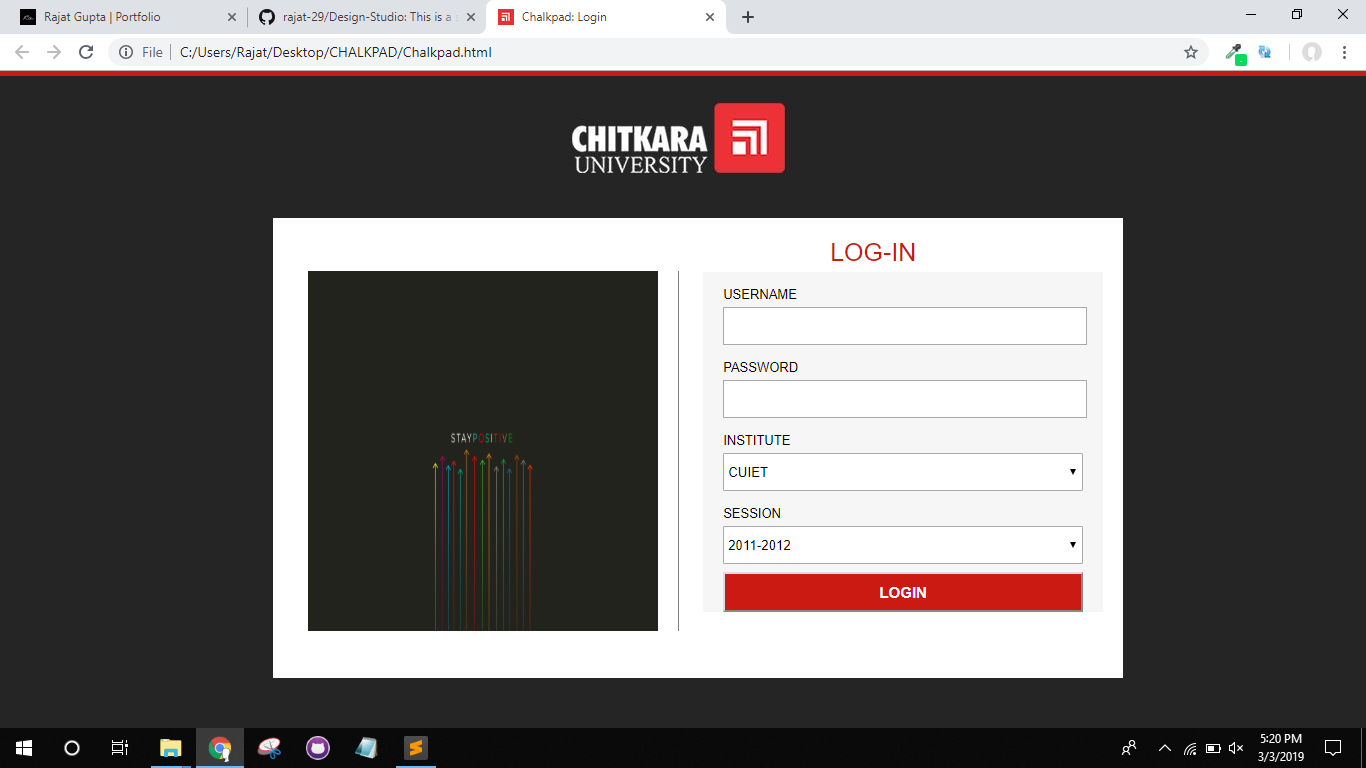 Rajat Gupta | Portfolio
rajat-29/Design-Studio: This is a
Chalkpad: Login
File
C:/Users/Rajat/Desktop/CHALKPAD/Chalkpad.html
CHITKARA
UNIVERSITY
LOG-IN
USERNAME
PASSWORD
INSTITUTE
CUIET
SESSION
2011-2012
LOGIN
STAYPOSITIVE
5:20 PM
3/3/2019